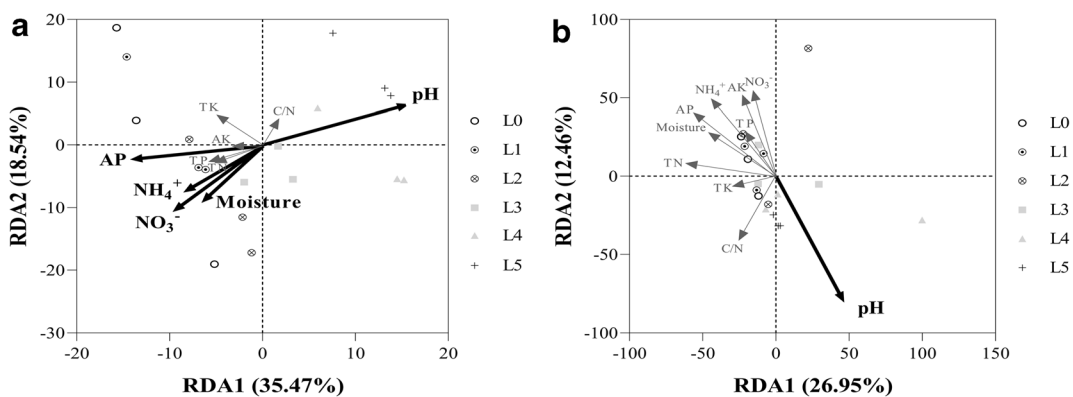 a
20
10
0
-10
-20
-30
-20
-10
0
10
20
RDA2 (18.54%)
RDA1 (35.47%)
TK
C/N
pH
AK
AP
TP
TN
NH4
NO3-
Moisture
L0
L1
L2
L3
L4
L5
b
100
50
0
-50
-100
-100
-50
0
50
100
150
RDA2 (12.46%)
RDA1 (26.95%)
NH4+
AK
NO3-
AP
TP
Moisture
TN
TK
C/N
pH
L0
L1
L2
L3
L4
L5